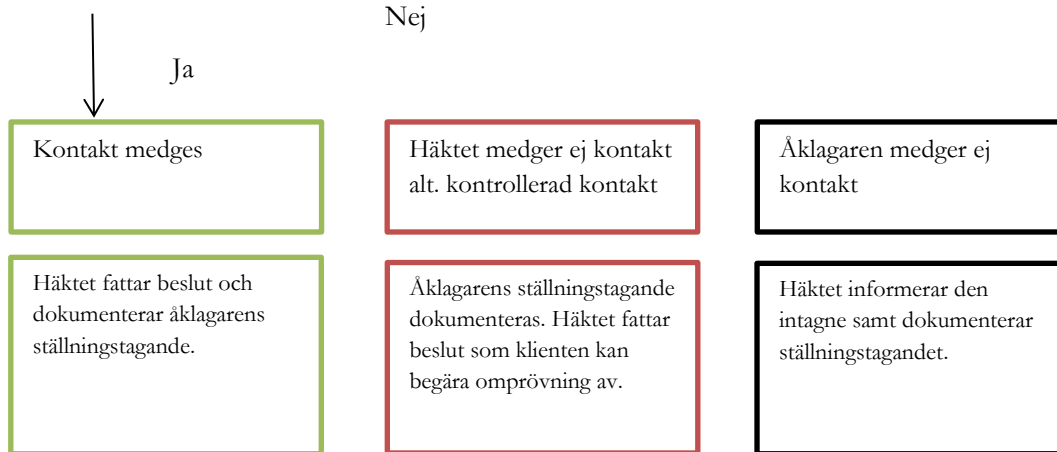 Nej
Ja
Kontakt medges
Häktet medger ej kontakt
alt. kontrollerad kontakt
Åklagaren medger ej
kontakt
Häktet fattar beslut och
dokumenterar åklagarens
ställningstagande.
Åklagarens ställningstagande
dokumenteras. Häktet fattar
beslut som klienten kan
begära omprövning av.
Häktet informerar den
intagne samt dokumenterar
ställningstagandet.